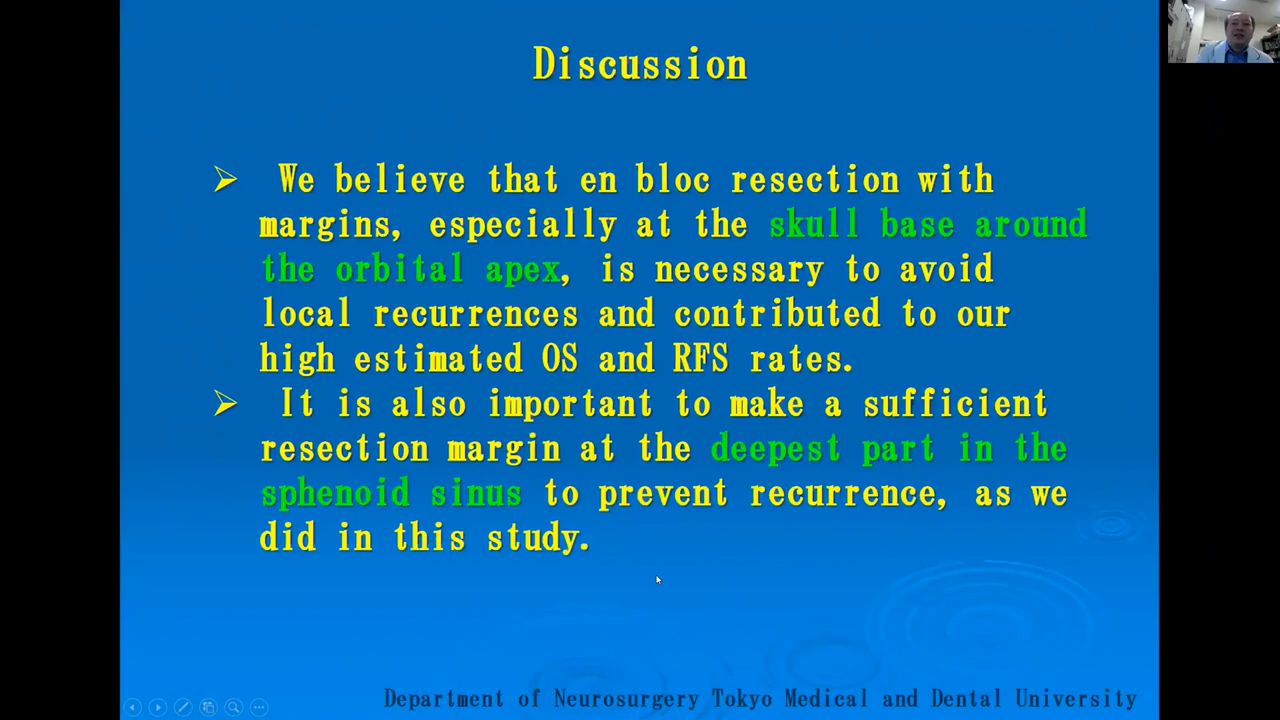 Discussion
➢ We believe that en bloc resection with
margins, especially at the skull base around
the orbital apex, is necessary to avoid
local recurrences and contributed to our
high estimated OS and RFS rates.
➢ It is also important to make a sufficient
resection margin at the deepest part in the
sphenoid sinus to prevent recurrence, as we
did in this study.
Department of Neurosurgery Tokyo Medical and Dental University